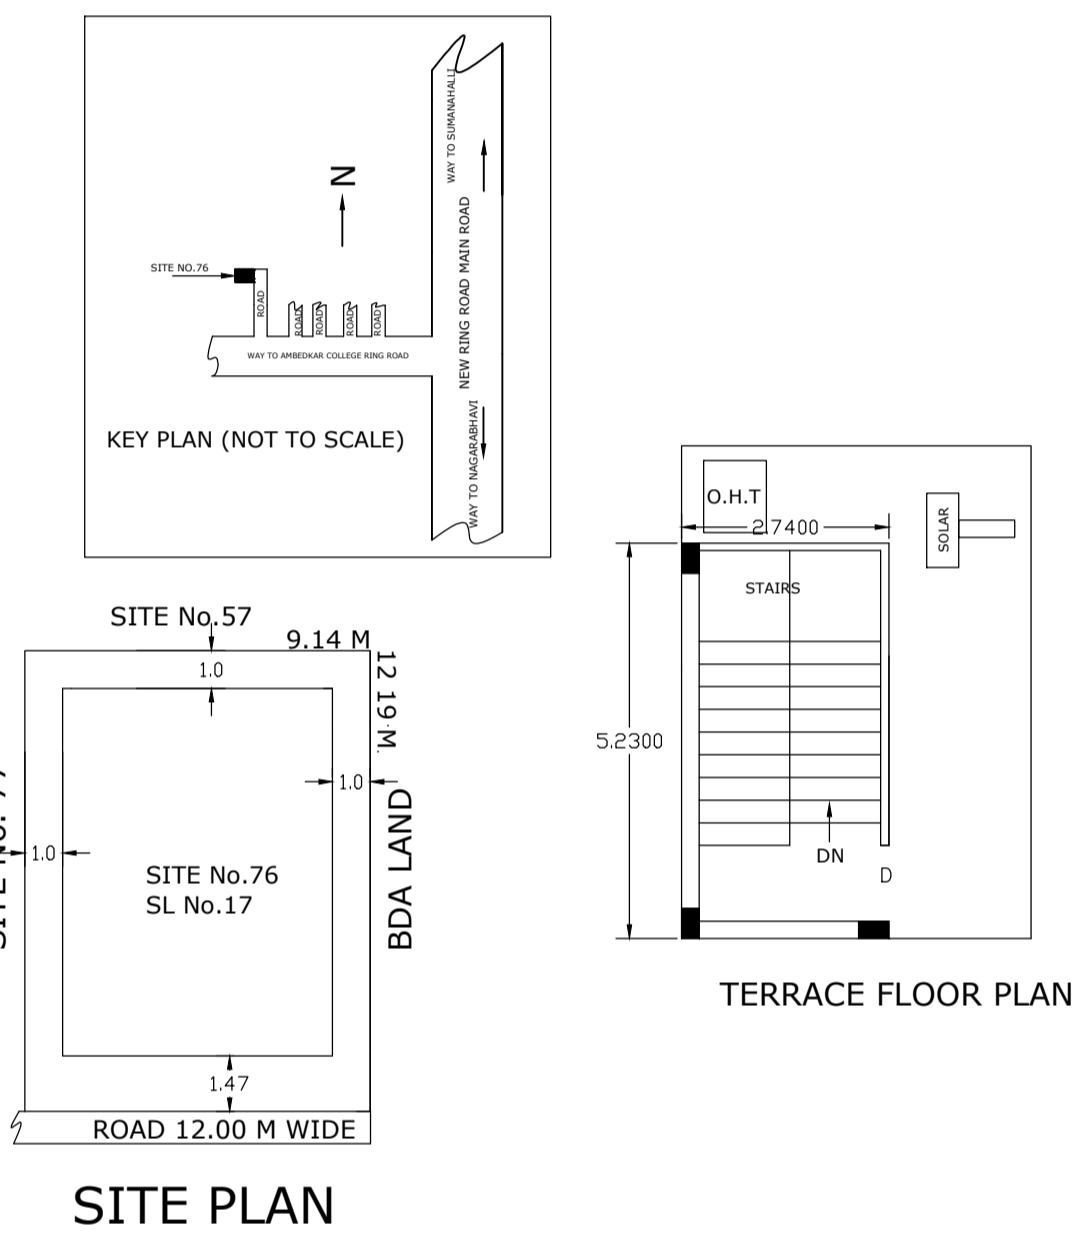 WAY TO SUMANAHALLI
N
NEW RING ROAD MAIN ROAD
SITE NO.76
ROAD
ROAD
ROAD
ROAD
ROAD
WAY TO AMBEDKAR COLLEGE RING ROAD
WAY TO NAGARABHAVI
KEY PLAN (NOT TO SCALE)
O.H.T
2.7400
SOLAR
STAIRS
5.2300
DN
D
TERRACE FLOOR PLAN
SITE No.57
9.14 M
1.0
12 19 M.
1.0
1.0
BDA LAND
SITE No.76
SL No.17
1.47
ROAD 12.00 M WIDE
SITE PLAN